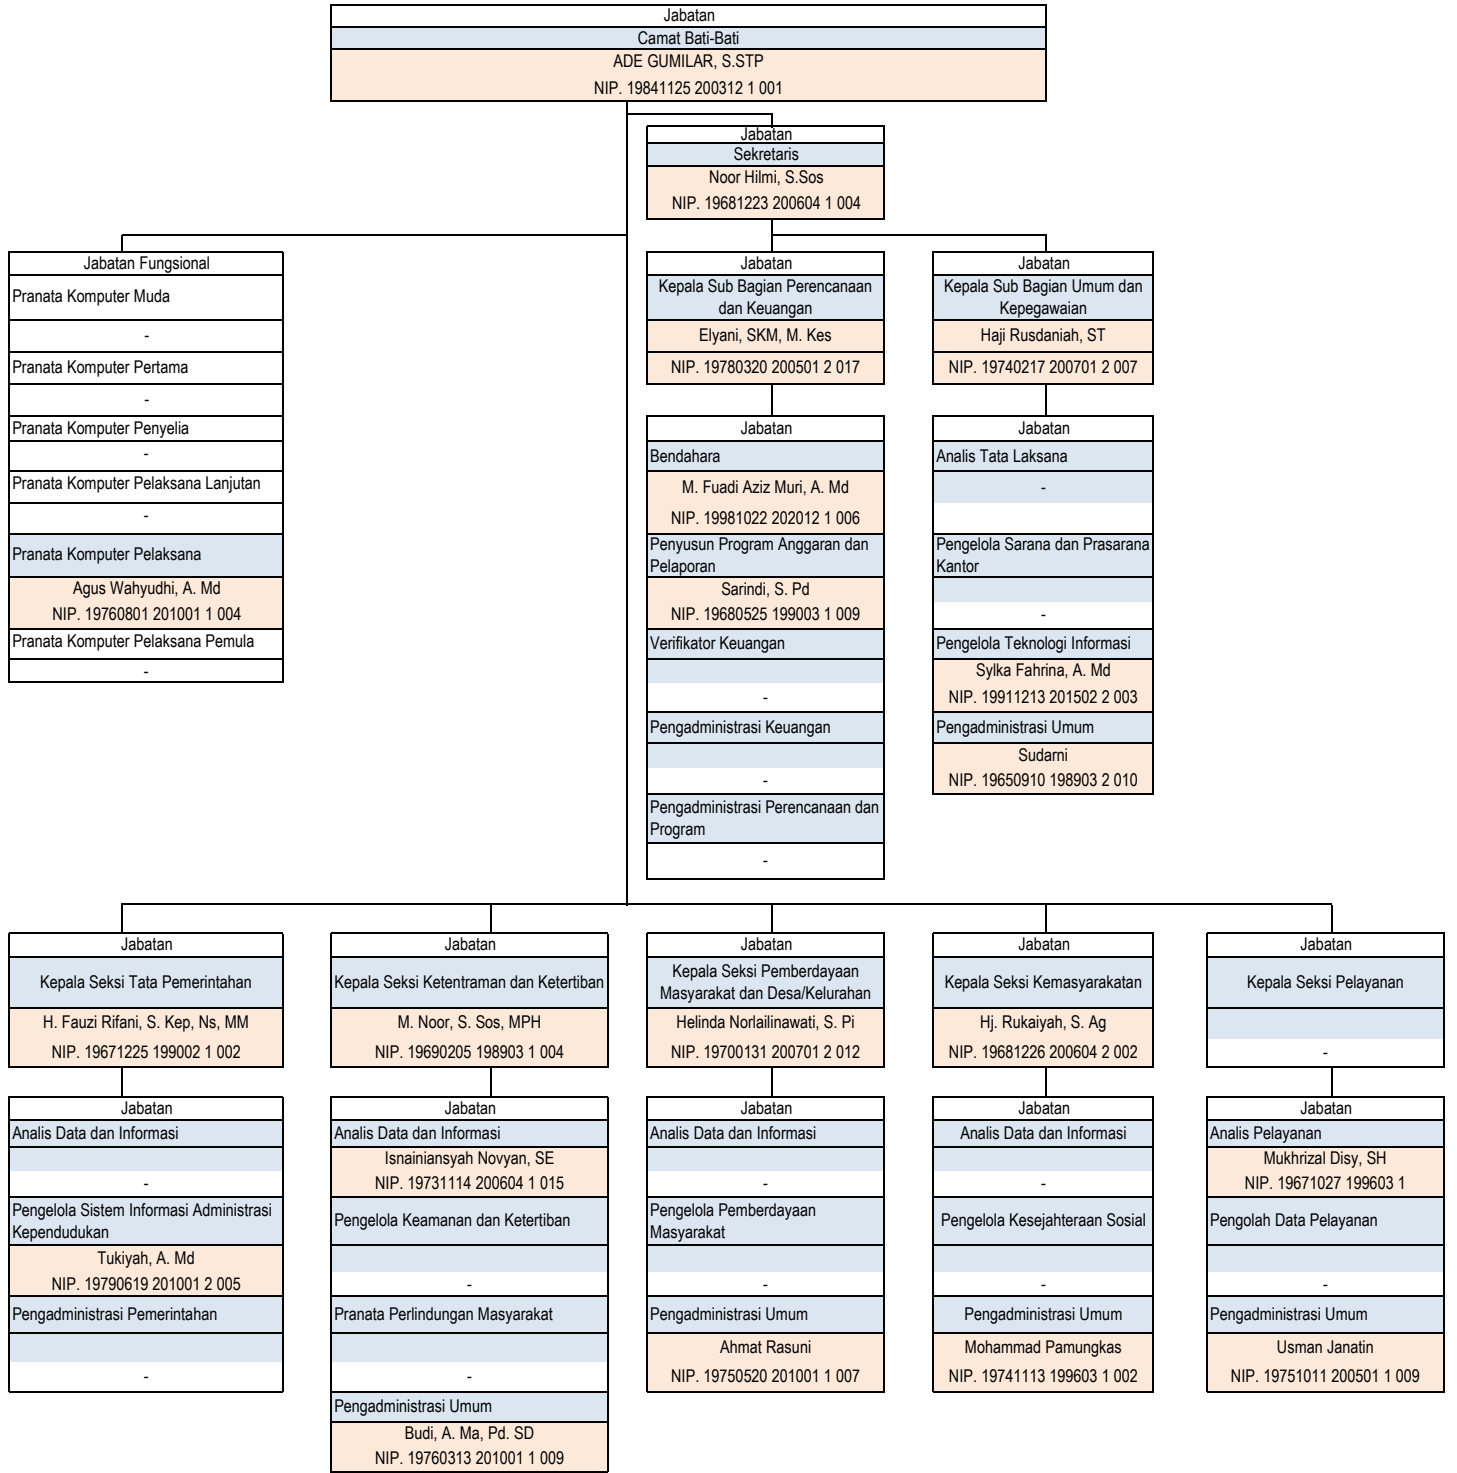 Jabatan
Camat Bati-Bati
ADE GUMILAR, S.STP
NIP. 19841125 200312 1 001
Jabatan
Sekretaris
Noor Hilmi, S.Sos
NIP. 19681223 200604 1 004
Jabatan Fungsional
Pranata Komputer Muda
-
Pranata Komputer Pertama
-
Pranata Komputer Penyelia
-
Pranata Komputer Pelaksana Lanjutan
-
Pranata Komputer Pelaksana
Agus Wahyudhi, A. Md
NIP. 19760801 201001 1 004
Pranata Komputer Pelaksana Pemula
-
Jabatan
Kepala Sub Bagian Perencanaan
dan Keuangan
Elyani, SKM, M. Kes
NIP. 19780320 200501 2 017
Jabatan
Bendahara
M. Fuadi Aziz Muri, A. Md
NIP. 19981022 202012 1 006
Penyusun Program Anggaran dan
Pelaporan
Sarindi, S. Pd
NIP. 19680525 199003 1 009
Verifikator Keuangan
-
Pengadministrasi Keuangan
-
Pengadministrasi Perencanaan dan
Program
-
Jabatan
Kepala Sub Bagian Umum dan
Kepegawaian
Haji Rusdaniah, ST
NIP. 19740217 200701 2 007
Jabatan
Analis Tata Laksana
-
Pengelola Sarana dan Prasarana
Kantor
-
Pengelola Teknologi Informasi
Sylka Fahrina, A. Md
NIP. 19911213 201502 2 003
Pengadministrasi Umum
Sudarni
NIP. 19650910 198903 2 010
Jabatan
Kepala Seksi Tata Pemerintahan
H. Fauzi Rifani, S. Kep, Ns, MM
NIP. 19671225 199002 1 002
Jabatan
Analis Data dan Informasi
-
Pengelola Sistem Informasi Administrasi
Kependudukan
Tukiyah, A. Md
NIP. 19790619 201001 2 005
Pengadministrasi Pemerintahan
-
Jabatan
Kepala Seksi Ketentraman dan Ketertiban
M. Noor, S. Sos, MPH
NIP. 19690205 198903 1 004
Jabatan
Analis Data dan Informasi
Isnainiansyah Novyan, SE
NIP. 19731114 200604 1 015
Pengelola Keamanan dan Ketertiban
-
Pranata Perlindungan Masyarakat
-
Pengadministrasi Umum
Budi, A. Ma, Pd. SD
NIP. 19760313 201001 1 009
Jabatan
Kepala Seksi Pemberdayaan
Masyarakat dan Desa/Kelurahan
Helinda Norlailinawati, S. Pi
NIP. 19700131 200701 2 012
Jabatan
Analis Data dan Informasi
-
Pengelola Pemberdayaan
Masyarakat
-
Pengadministrasi Umum
Ahmat Rasuni
NIP. 19750520 201001 1 007
Jabatan
Kepala Seksi Kemasyarakatan
Hj. Rukaiyah, S. Ag
NIP. 19681226 200604 2 002
Jabatan
Analis Data dan Informasi
-
Pengelola Kesejahteraan Sosial
-
Pengadministrasi Umum
Mohammad Pamungkas
NIP. 19741113 199603 1 002
Jabatan
Kepala Seksi Pelayanan
-
Jabatan
Analis Pelayanan
Mukhrizal Disy, SH
NIP. 19671027 199603 1
Pengolah Data Pelayanan
-
Pengadministrasi Umum
Usman Janatin
NIP. 19751011 200501 1 009